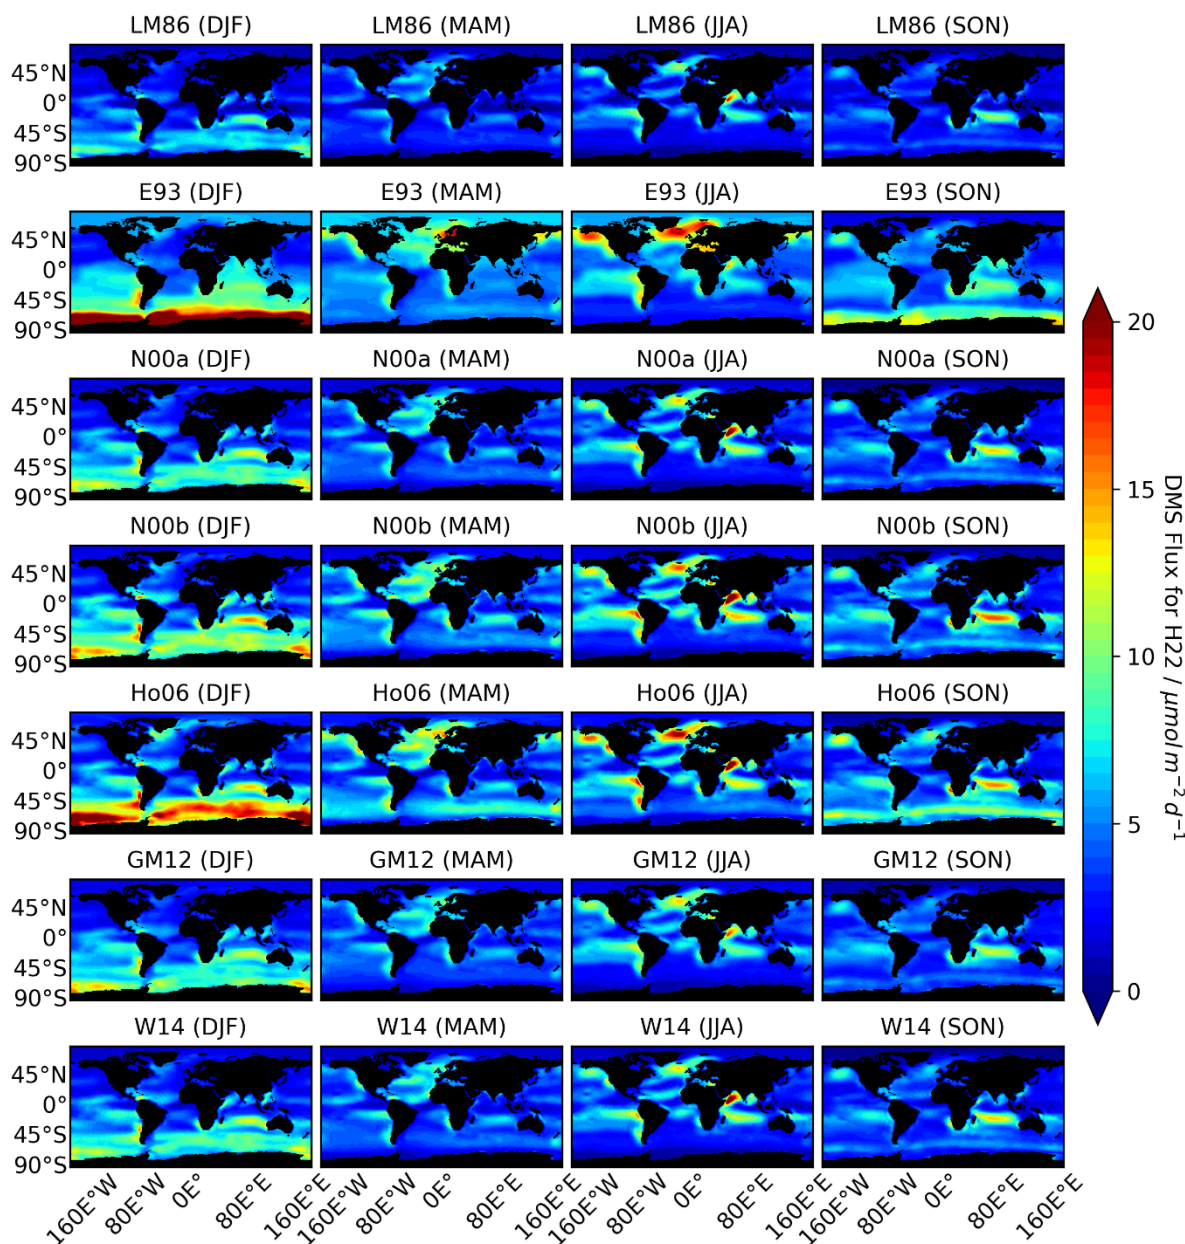 LM86 (DJF) LM86 (MAM) LM86 (JJA) LM86 (SON)
45°N
0°
45°S
90°S
E93 (DJF) E93 (MAM) E93 (JJA) E93 (SON)
45°N
0°
45°S
90°S
N00a (DJF) N00a (MAM) N00a (JJA) N00a (SON)
45°N
0°
45°S
90°S
N00b (DJF) N00b (MAM) N00b (JJA) N00b (SON)
45°N
0°
45°S
90°S
Ho06 (DJF) Ho06 (MAM) Ho06 (JJA) Ho06 (SON)
45°N
0°
45°S
90°S
GM12 (DJF) GM12 (MAM) GM12 (JJA) GM12 (SON)
45°N
0°
45°S
90°S
W14 (DJF) W14 (MAM) W14 (JJA) W14 (SON)
45°N
0°
45°S
90°S
160E°W 80E°W 0E° 80E°E 160E°E 160E°W 80E°W 0E° 80E°E 160E°E 160E°W 80E°W 0E° 80E°E 160E°E 160E°W 80E°W 0E° 80E°E 160E°E
20
15
10
5
0
DMS Flux for H22 / μmol m⁻² d⁻¹